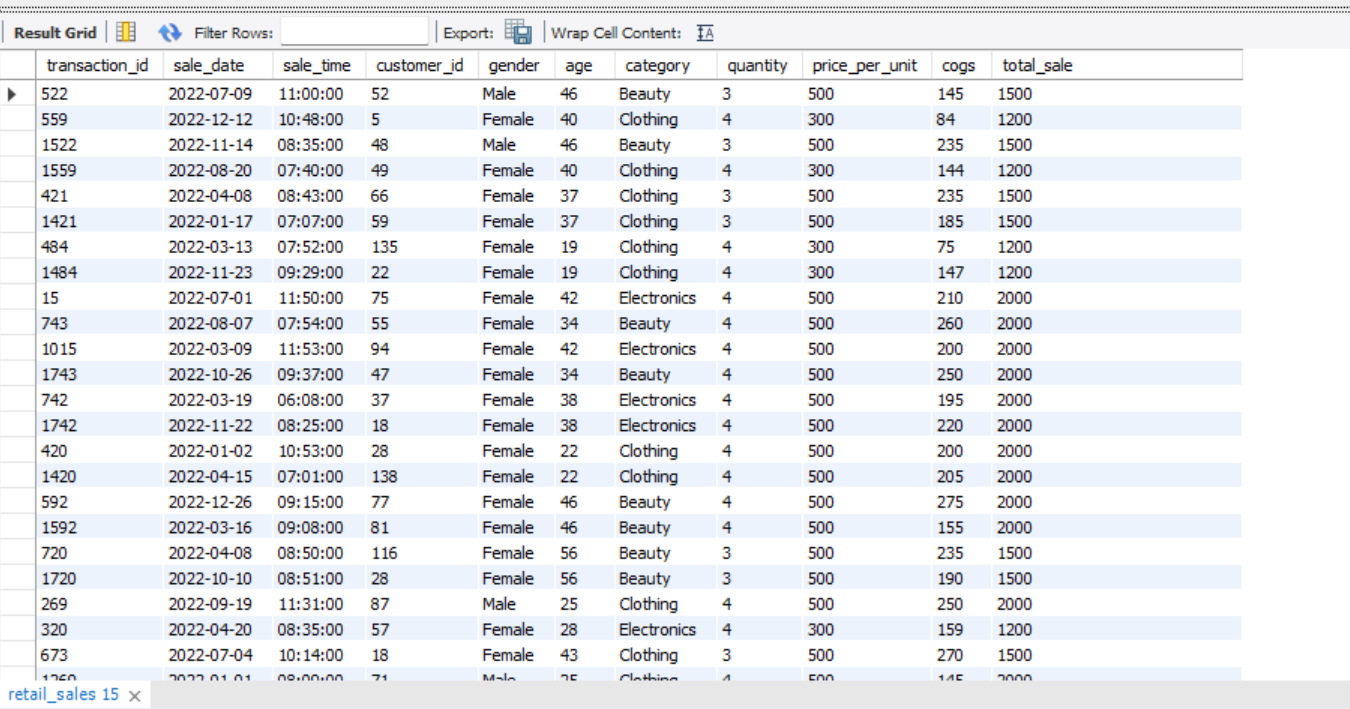 Result Grid Filter Rows: Export: Wrap Cell Content:
transaction_id sale_date sale_time customer_id gender age category quantity price_per_unit cogs total_sale
522 2022-07-09 11:00:00 52 Male 46 Beauty 3 500 145 1500
559 2022-12-12 10:48:00 5 Female 40 Clothing 4 300 84 1200
1522 2022-11-14 08:35:00 48 Male 46 Beauty 3 500 235 1500
1559 2022-08-20 07:40:00 49 Female 40 Clothing 4 300 144 1200
421 2022-04-08 08:43:00 66 Female 37 Clothing 3 500 235 1500
1421 2022-01-17 07:07:00 59 Female 37 Clothing 3 500 185 1500
484 2022-03-13 07:52:00 135 Female 19 Clothing 4 300 75 1200
1484 2022-11-23 09:29:00 22 Female 19 Clothing 4 300 147 1200
15 2022-07-01 11:50:00 75 Female 42 Electronics 4 500 210 2000
743 2022-08-07 07:54:00 55 Female 34 Beauty 4 500 260 2000
1015 2022-03-09 11:53:00 94 Female 42 Electronics 4 500 200 2000
1743 2022-10-26 09:37:00 47 Female 34 Beauty 4 500 250 2000
742 2022-03-19 06:08:00 37 Female 38 Electronics 4 500 195 2000
1742 2022-11-22 08:25:00 18 Female 38 Electronics 4 500 220 2000
420 2022-01-02 10:53:00 28 Female 22 Clothing 4 500 200 2000
1420 2022-04-15 07:01:00 138 Female 22 Clothing 4 500 205 2000
592 2022-12-26 09:15:00 77 Female 46 Beauty 4 500 275 2000
1592 2022-03-16 09:08:00 81 Female 46 Beauty 4 500 155 2000
720 2022-04-08 08:50:00 116 Female 56 Beauty 3 500 235 1500
1720 2022-10-10 08:51:00 28 Female 56 Beauty 3 500 190 1500
269 2022-09-19 11:31:00 87 Male 25 Clothing 4 500 250 2000
320 2022-04-20 08:35:00 57 Female 28 Electronics 4 300 159 1200
673 2022-07-04 10:14:00 18 Female 43 Clothing 3 500 270 1500
retail_sales 15